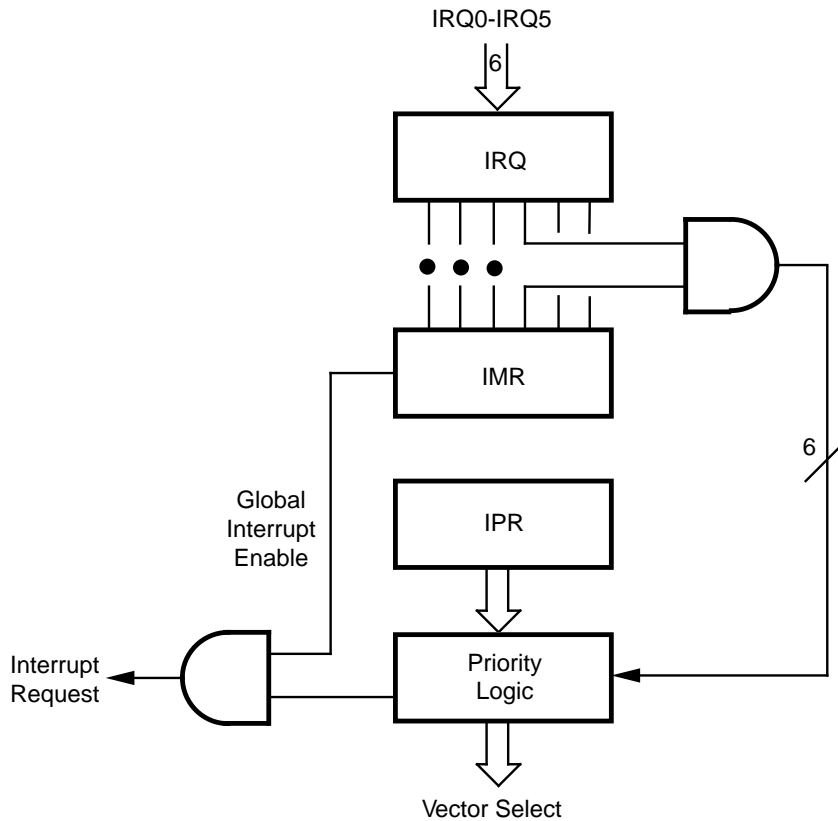 IRQ0-IRQ5
6
IRQ
IMR
6
Global
Interrupt
Enable
IPR
Interrupt
Request
Priority
Logic
Vector Select